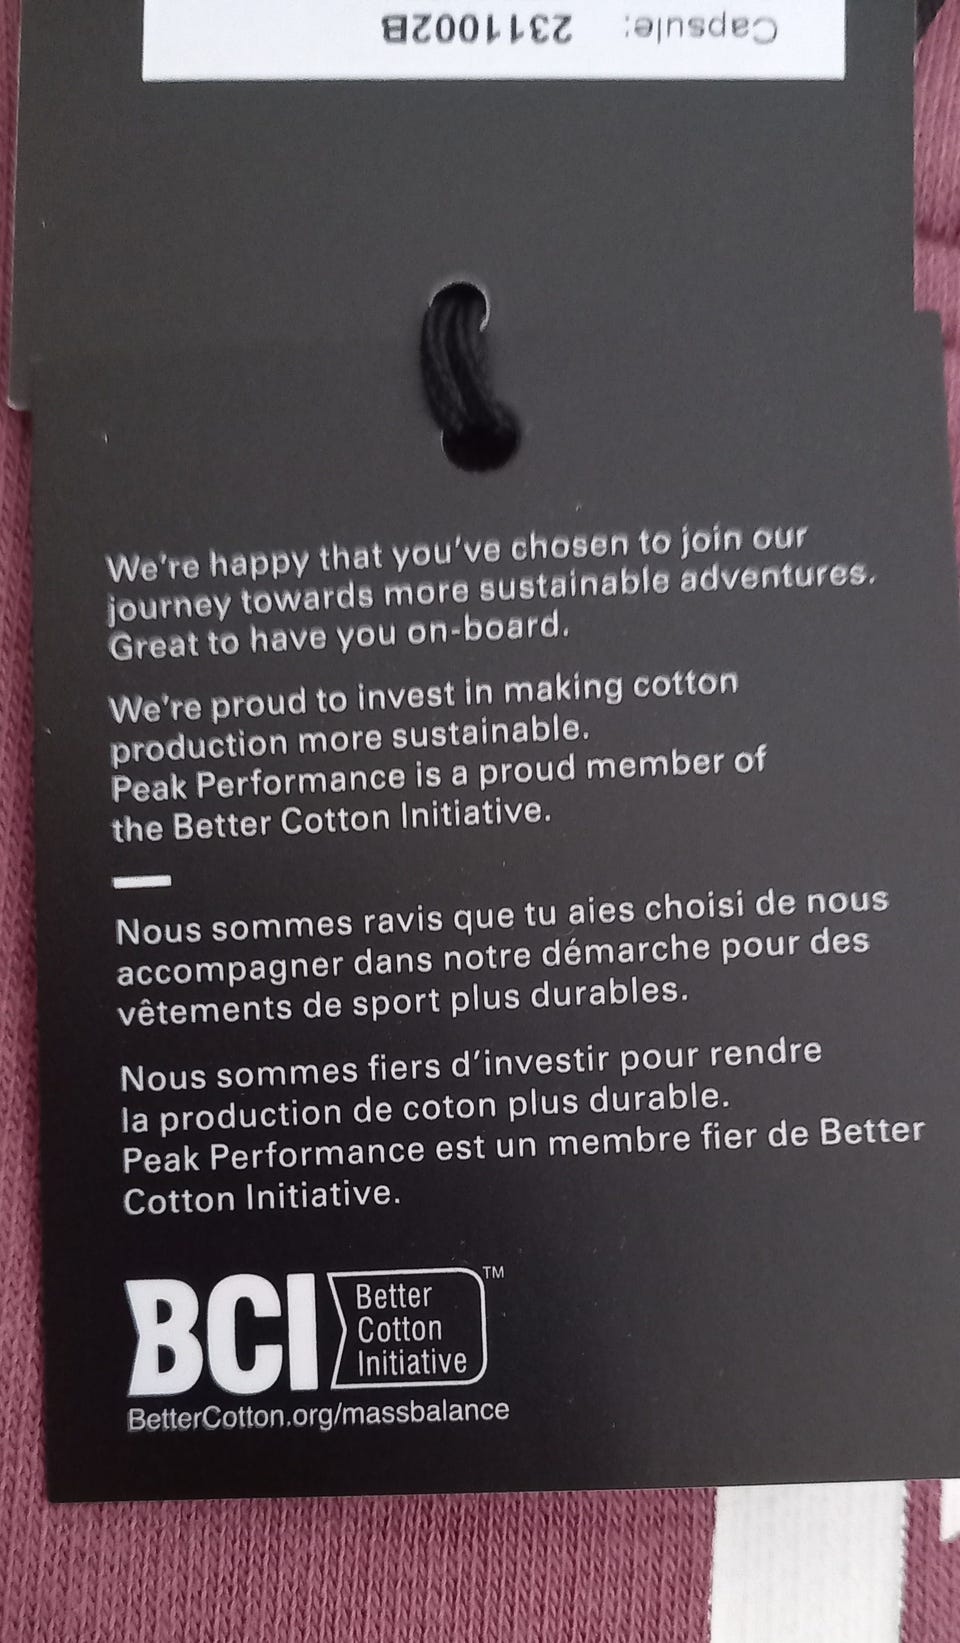 Capsule: 2311002B
We're happy that you've chosen to join our
journey towards more sustainable adventures.
Great to have you on-board.
We're proud to invest in making cotton
production more sustainable.
Peak Performance is a proud member of
the Better Cotton Initiative.
Nous sommes ravis que tu aies choisi de nous
accompagner dans notre démarche pour des
vêtements de sport plus durables.
Nous sommes fiers d'investir pour rendre
la production de coton plus durable.
Peak Performance est un membre fier de Better
Cotton Initiative.
BCI
Better
Cotton
Initiative
TM
BetterCotton.org/massbalance